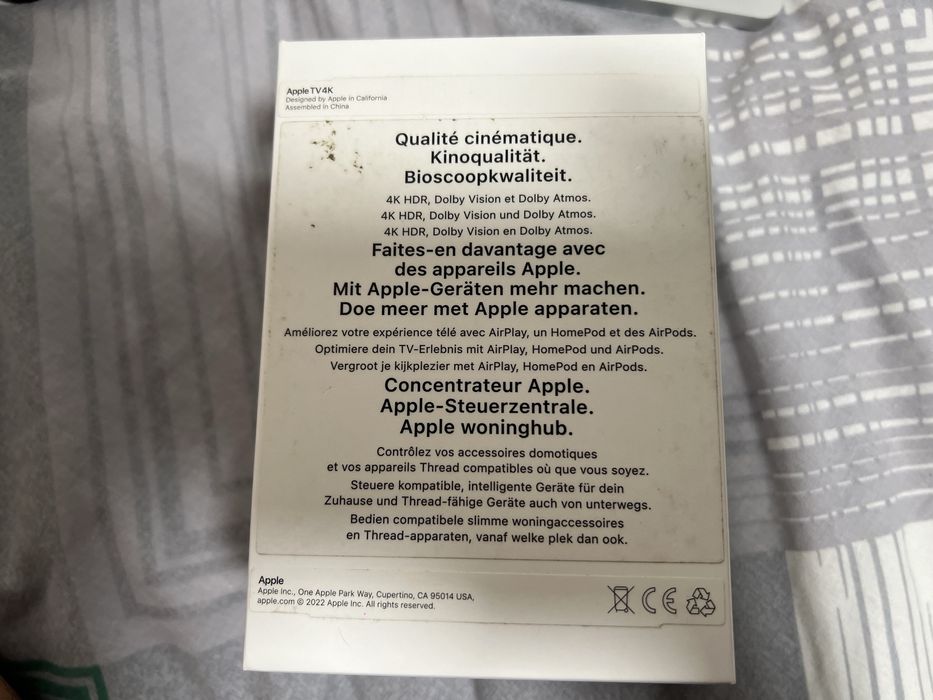 Apple TV 4K
Designed by Apple in California
Assembled in China
Qualité cinématique.
Kinoqualität.
Bioscoopkwaliteit.
4K HDR, Dolby Vision et Dolby Atmos.
4K HDR, Dolby Vision und Dolby Atmos.
4K HDR, Dolby Vision en Dolby Atmos.
Faites-en davantage avec
des appareils Apple.
Mit Apple-Geräten mehr machen.
Doe meer met Apple apparaten.
Améliorez votre expérience télé avec AirPlay, un HomePod et des AirPods.
Optimiere dein TV-Erlebnis mit AirPlay, HomePod und AirPods.
Vergroot je kijkplezier met AirPlay, HomePod en AirPods.
Concentrateur Apple.
Apple-Steuerzentrale.
Apple woninghub.
Contrôlez vos accessoires domotiques
et vos appareils Thread compatibles où que vous soyez.
Steuere kompatible, intelligente Geräte für dein
Zuhause und Thread-fähige Geräte auch von unterwegs.
Bedien compatibele slimme woningaccessoires
en Thread-apparaten, vanaf welke plek dan ook.
Apple
Apple Inc., One Apple Park Way, Cupertino, CA 95014 USA,
apple.com © 2022 Apple Inc. All rights reserved.
CE